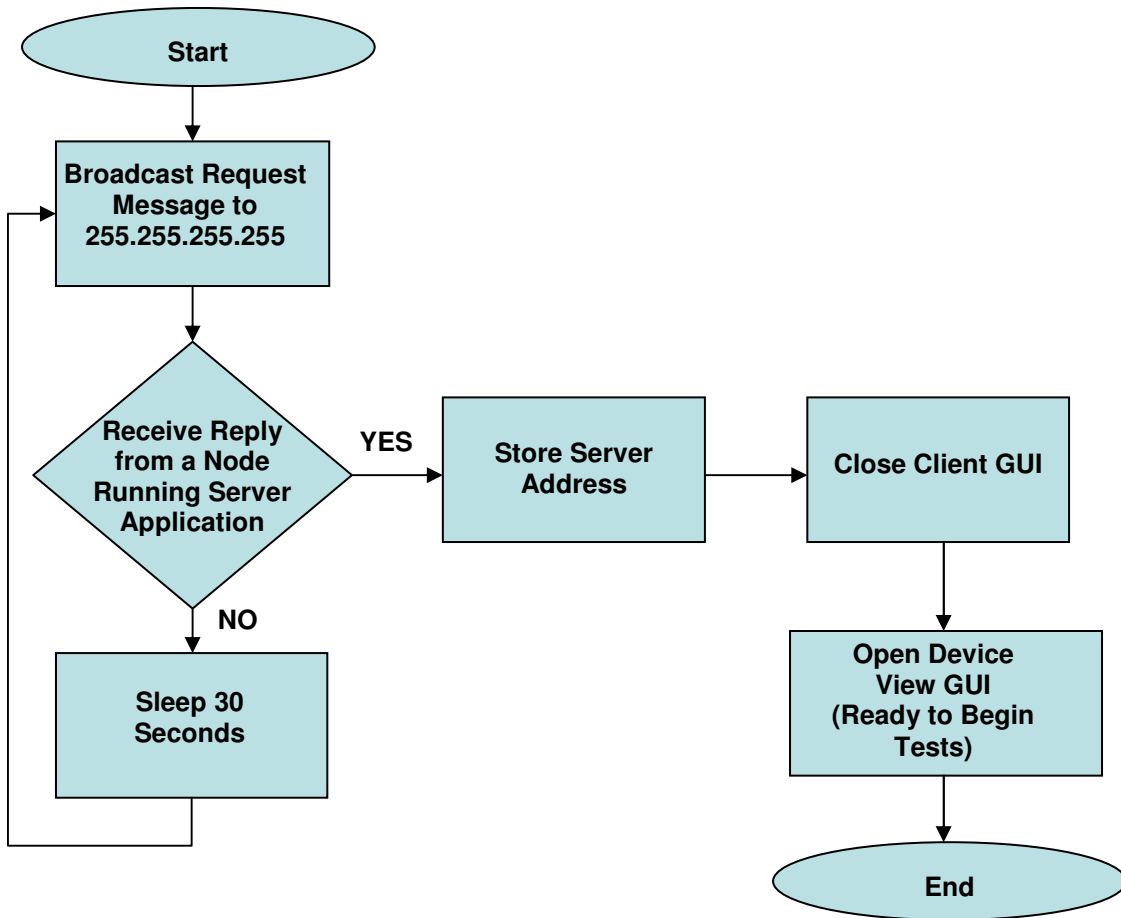 Start
Broadcast Request
Message to
255.255.255.255
Receive Reply
from a Node
Running Server
Application
YES
Store Server
Address
Close Client GUI
NO
Sleep 30
Seconds
Open Device
View GUI
(Ready to Begin
Tests)
End